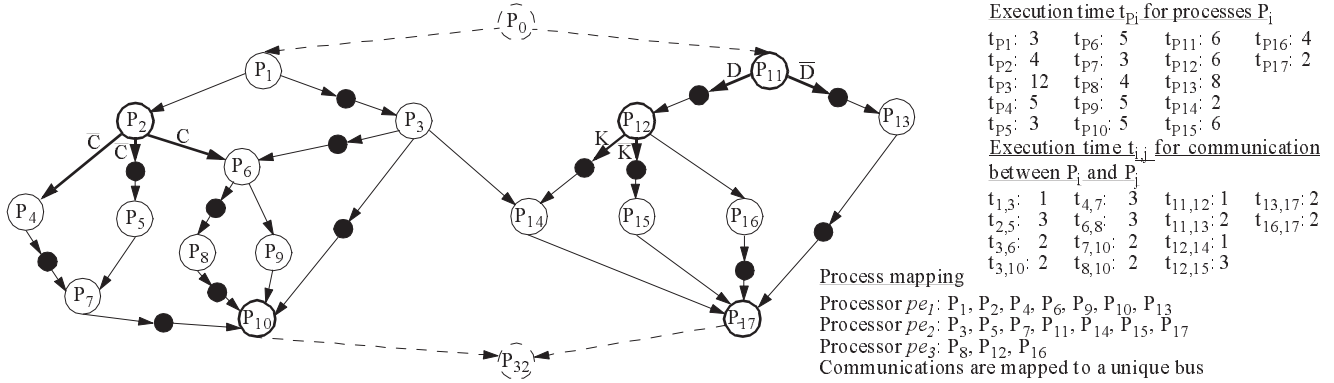 P0
P1
P11
D
D̅
P2
P3
P12
P13
C̅
C̅
C
K
K̅
P6
P4
P5
P14
P15
P16
P8
P9
P7
P10
P17
P32
Execution time tPi for processes Pi
tP1: 3 tP6: 5 tP11: 6 tP16: 4
tP2: 4 tP7: 3 tP12: 6 tP17: 2
tP3: 12 tP8: 4 tP13: 8
tP4: 5 tP9: 5 tP14: 2
tP5: 3 tP10: 5 tP15: 6
Execution time ti,j for communication
between Pi and Pj
t1,3: 1 t4,7: 3 t11,12: 1 t13,17: 2
t2,5: 3 t6,8: 3 t11,13: 2 t16,17: 2
t3,6: 2 t7,10: 2 t12,14: 1
t3,10: 2 t8,10: 2 t12,15: 3
Process mapping
Processor pe1: P1, P2, P4, P6, P9, P10, P13
Processor pe2: P3, P5, P7, P11, P14, P15, P17
Processor pe3: P8, P12, P16
Communications are mapped to a unique bus